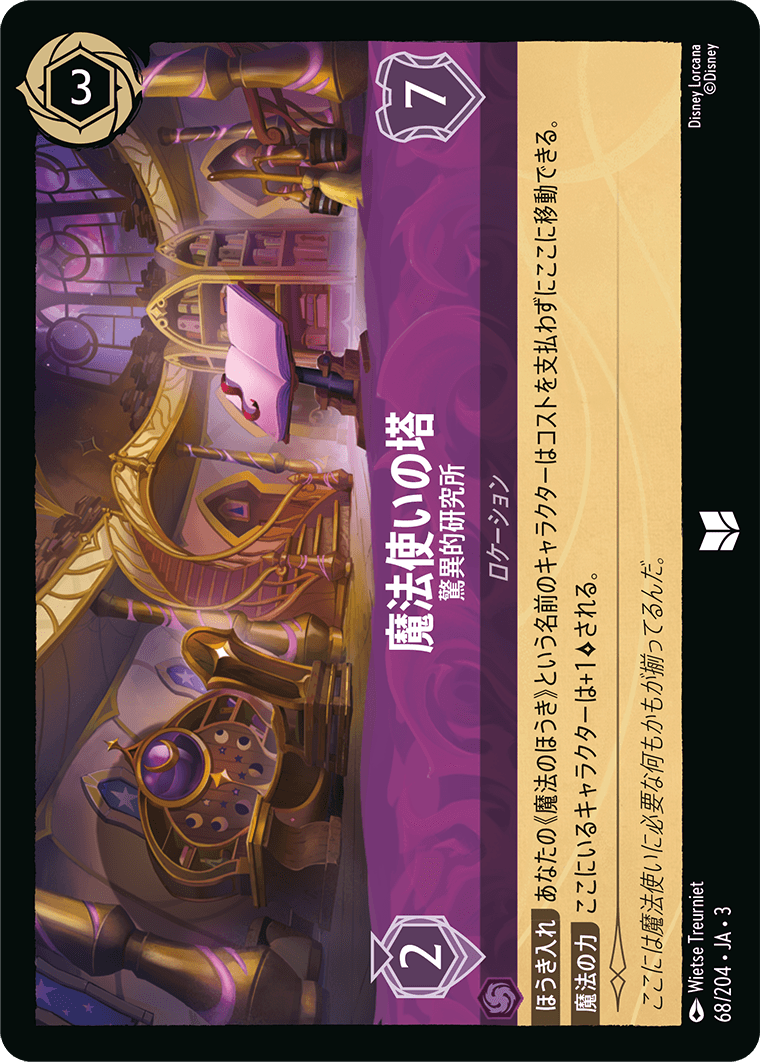 3
7
魔法使いの塔
驚異的研究所
ロケーション
2
ほうき入れ あなたの《魔法のほうき》という名前のキャラクターはコストを支払わずにここに移動できる。
魔法の力 ここにいるキャラクターは+1される。
ここには魔法使いに必要な何もかもが揃ってるんだ。
Wietse Treurniet
68/204 • JA • 3
Disney Lorcana
©Disney